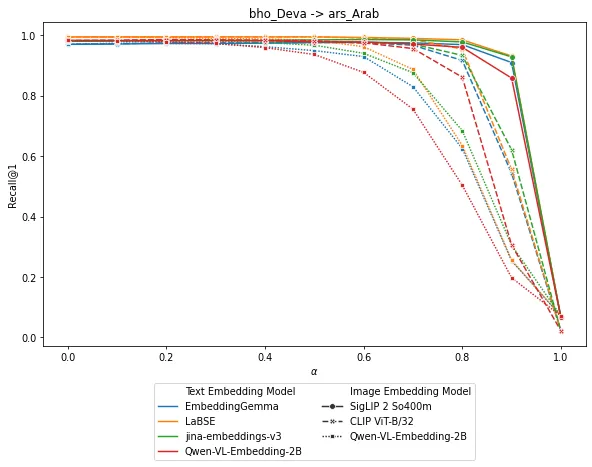 bho_Deva -> ars_Arab
Recall@1
1.0
0.8
0.6
0.4
0.2
0.0
0.0 0.2 0.4 0.6 0.8 1.0
α
Text Embedding Model Image Embedding Model
EmbeddingGemma SigLIP 2 So400m
LaBSE CLIP ViT-B/32
jina-embeddings-v3 Qwen-VL-Embedding-2B
Qwen-VL-Embedding-2B